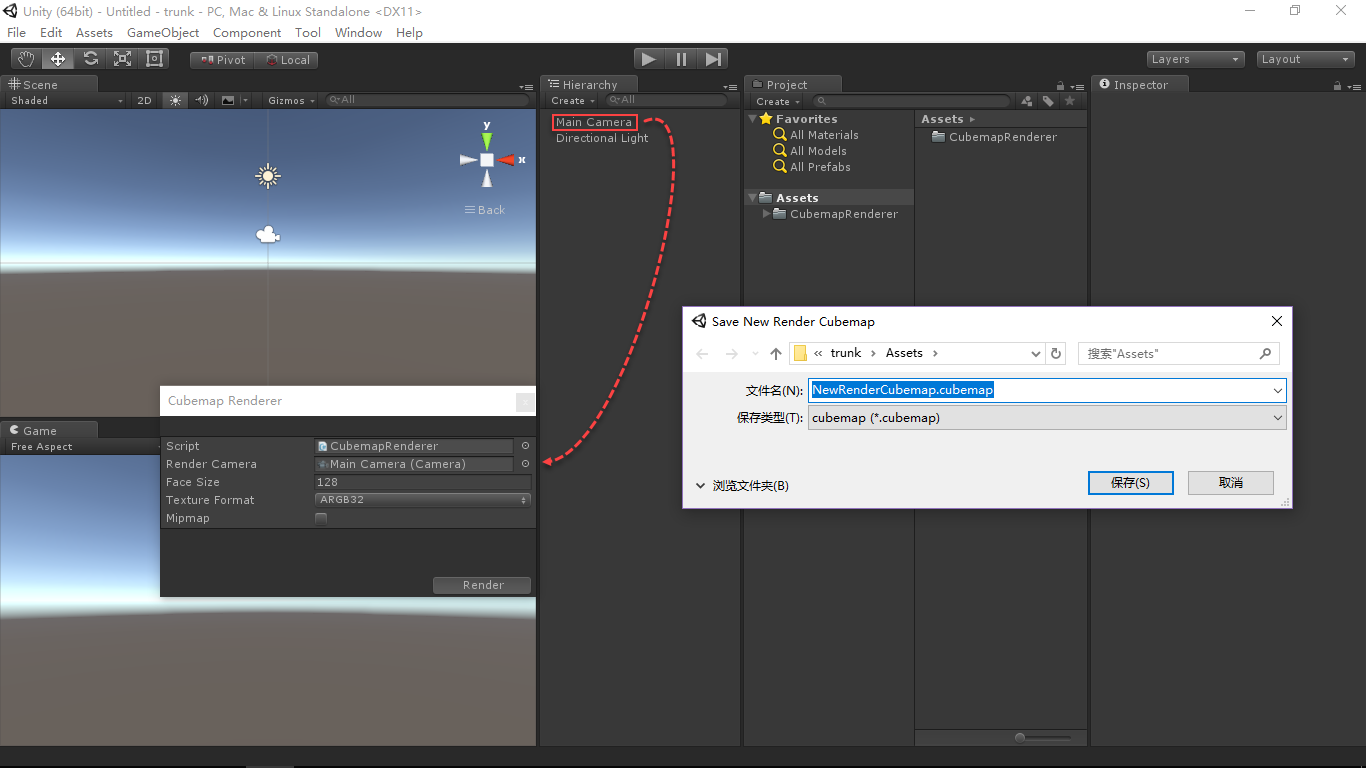 Unity (64bit) - Untitled - trunk - PC, Mac & Linux Standalone <DX11>
File Edit Assets GameObject Component Tool Window Help
Pivot Local Layers Layout
Scene
Shaded 2D Gizmos All
y
x
Back
Game
Free Aspect
Cubemap Renderer
x
Script CubemapRenderer
Render Camera Main Camera (Camera)
Face Size 128
Texture Format ARGB32
Mipmap
Render
Hierarchy
Create All
Main Camera
Directional Light
Project
Create
Favorites
All Materials
All Models
All Prefabs
Assets
CubemapRenderer
Assets
CubemapRenderer
Inspector
Save New Render Cubemap
« trunk › Assets ›
搜索"Assets"
文件名(N): NewRenderCubemap.cubemap
保存类型(T): cubemap (*.cubemap)
浏览文件夹(B)
保存(S) 取消